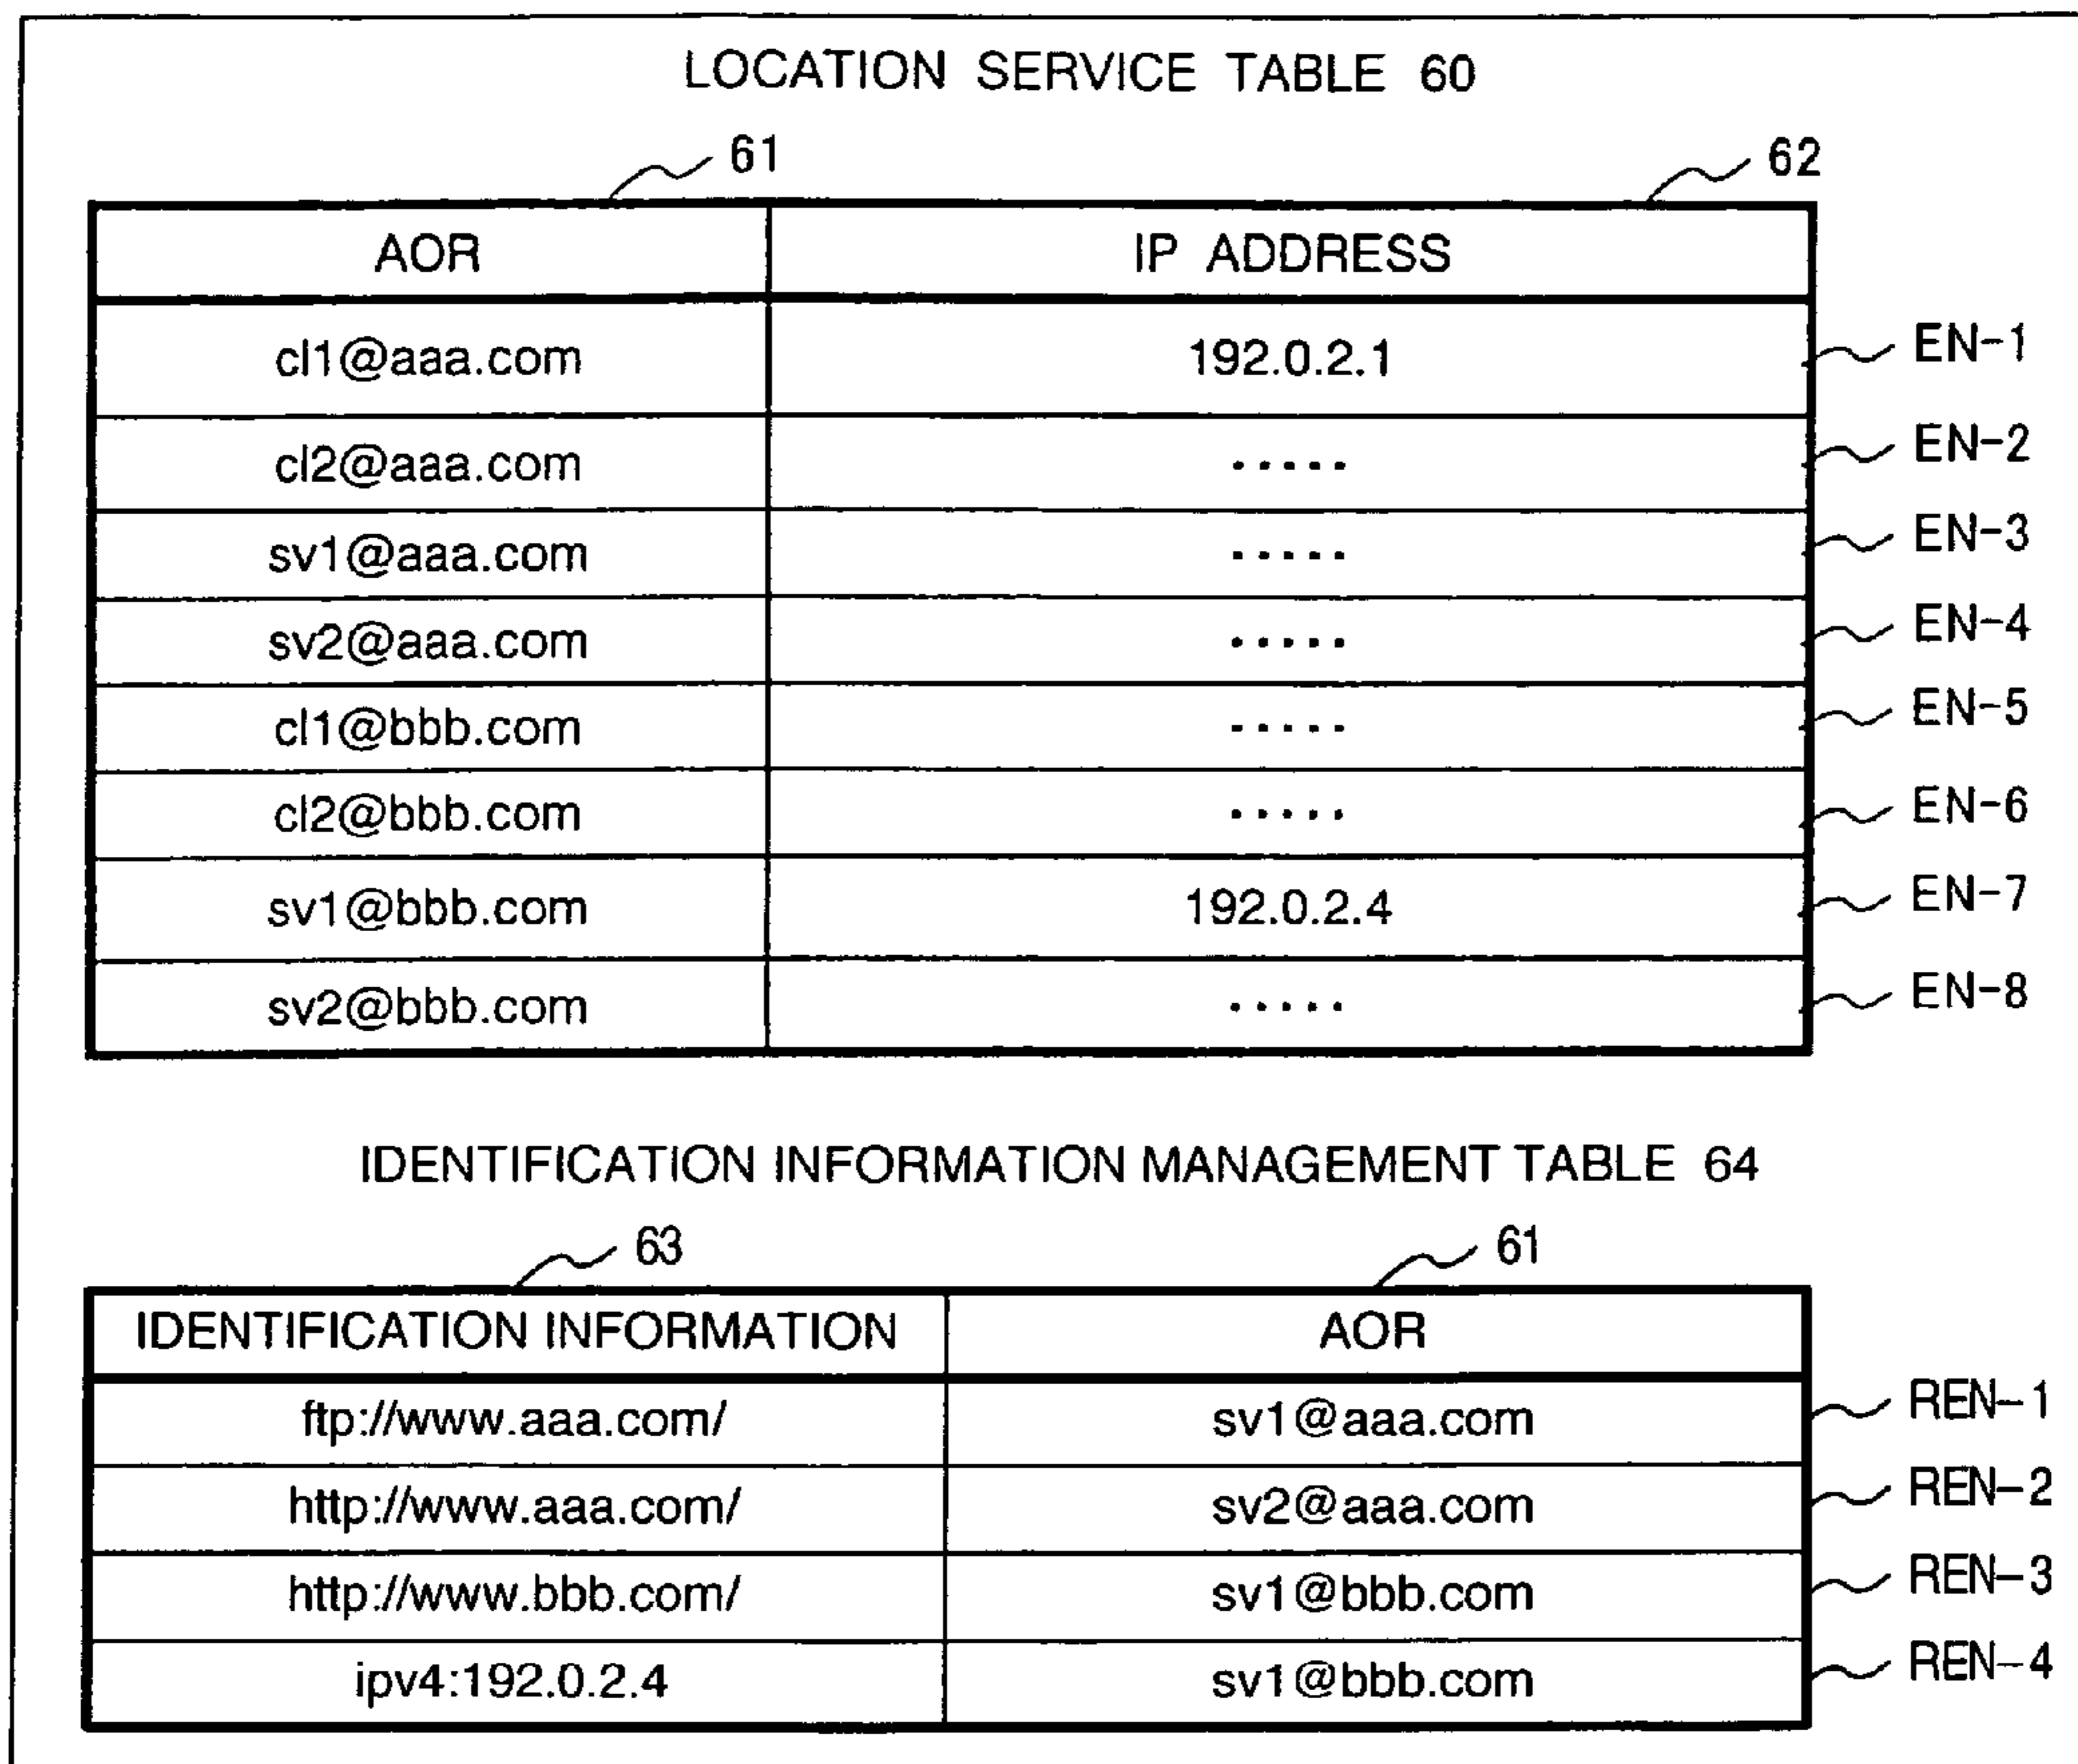 LOCATION SERVICE TABLE 60
61
62
AOR IP ADDRESS
cl1@aaa.com 192.0.2.1 EN-1
cl2@aaa.com ..... EN-2
sv1@aaa.com ..... EN-3
sv2@aaa.com ..... EN-4
cl1@bbb.com ..... EN-5
cl2@bbb.com ..... EN-6
sv1@bbb.com 192.0.2.4 EN-7
sv2@bbb.com ..... EN-8
IDENTIFICATION INFORMATION MANAGEMENT TABLE 64
63
61
IDENTIFICATION INFORMATION AOR
ftp://www.aaa.com/ sv1@aaa.com REN-1
http://www.aaa.com/ sv2@aaa.com REN-2
http://www.bbb.com/ sv1@bbb.com REN-3
ipv4:192.0.2.4 sv1@bbb.com REN-4